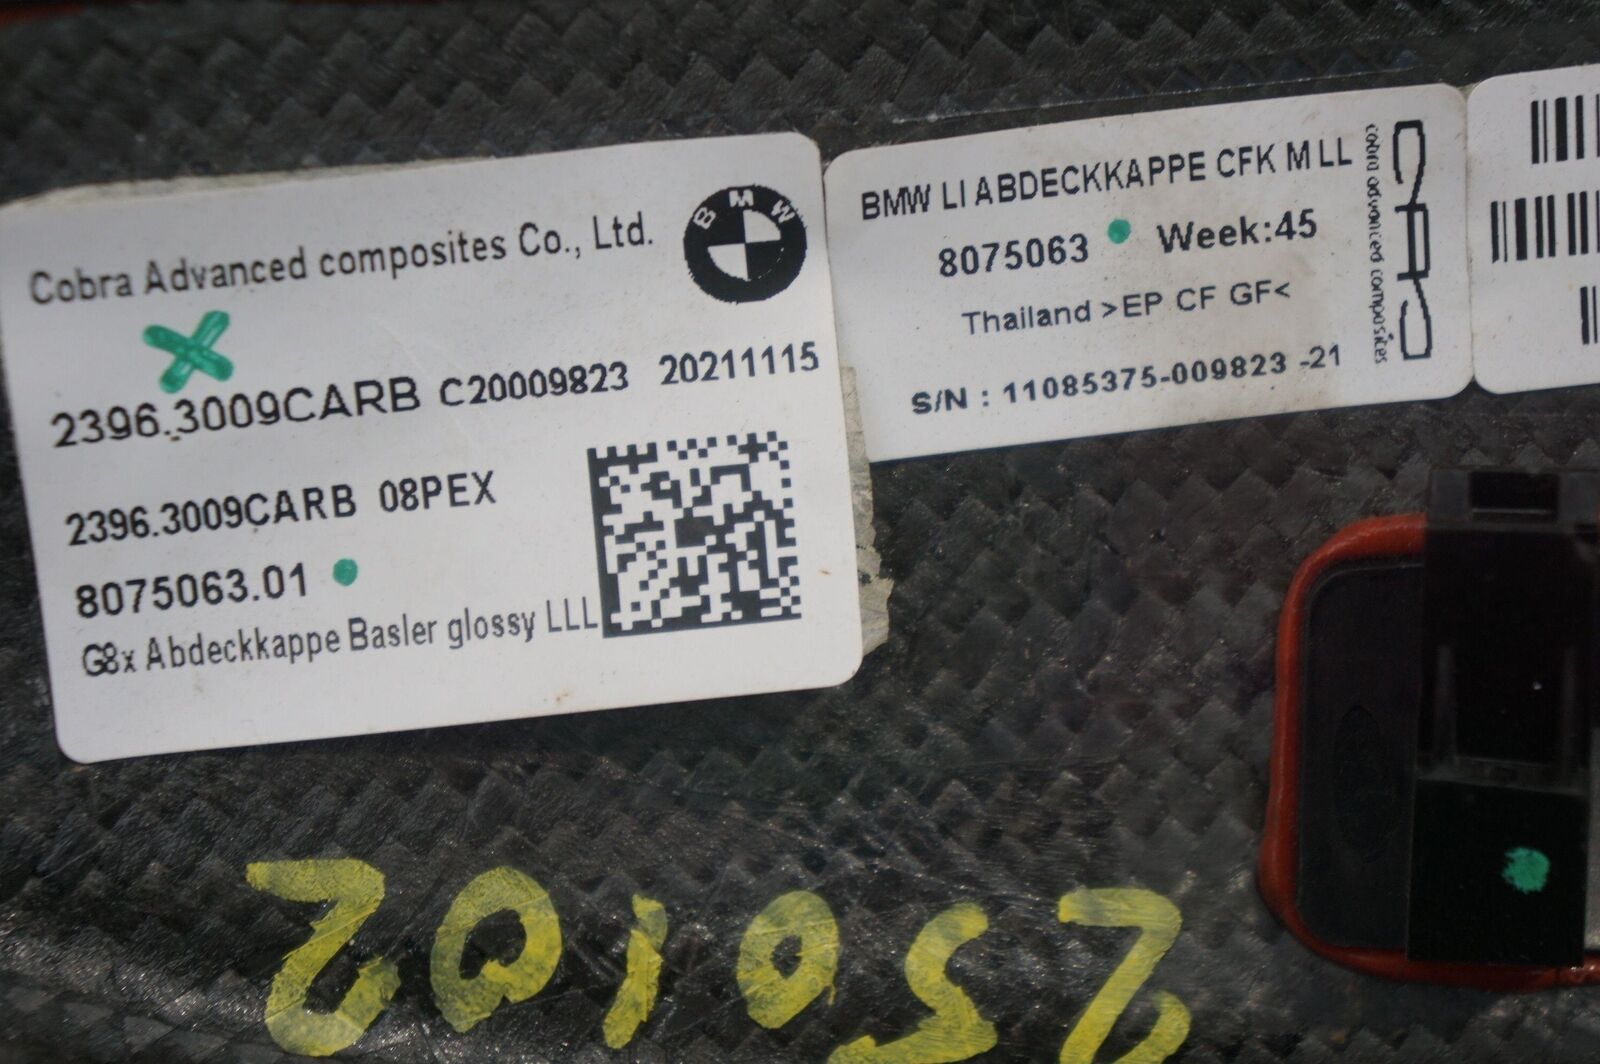 Cobra Advanced composites Co., Ltd.
BMW
2396.3009CARB C20009823 20211115
2396.3009CARB 08PEX
8075063.01
G8x Abdeckkappe Basler glossy LLL
BMW LI ABDECKKAPPE CFK M LL
8075063 Week:45
Thailand >EP CF GF<
S/N : 11085375-009823 -21
cobra advanced composites